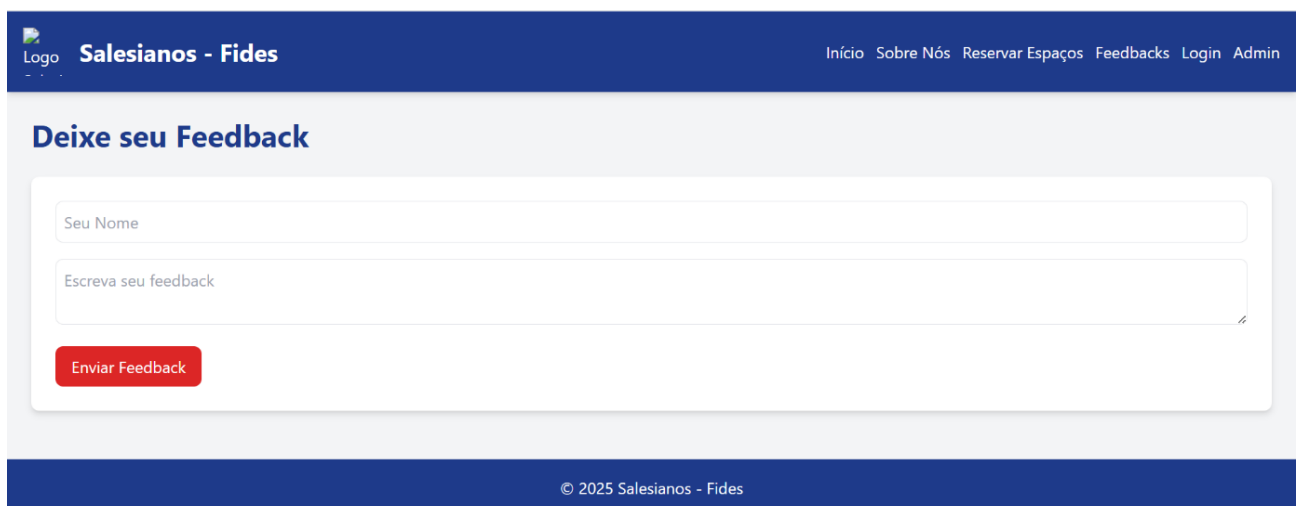 Logo
Salesianos - Fides
Início Sobre Nós Reservar Espaços Feedbacks Login Admin
Deixe seu Feedback
Seu Nome
Escreva seu feedback
Enviar Feedback
© 2025 Salesianos - Fides